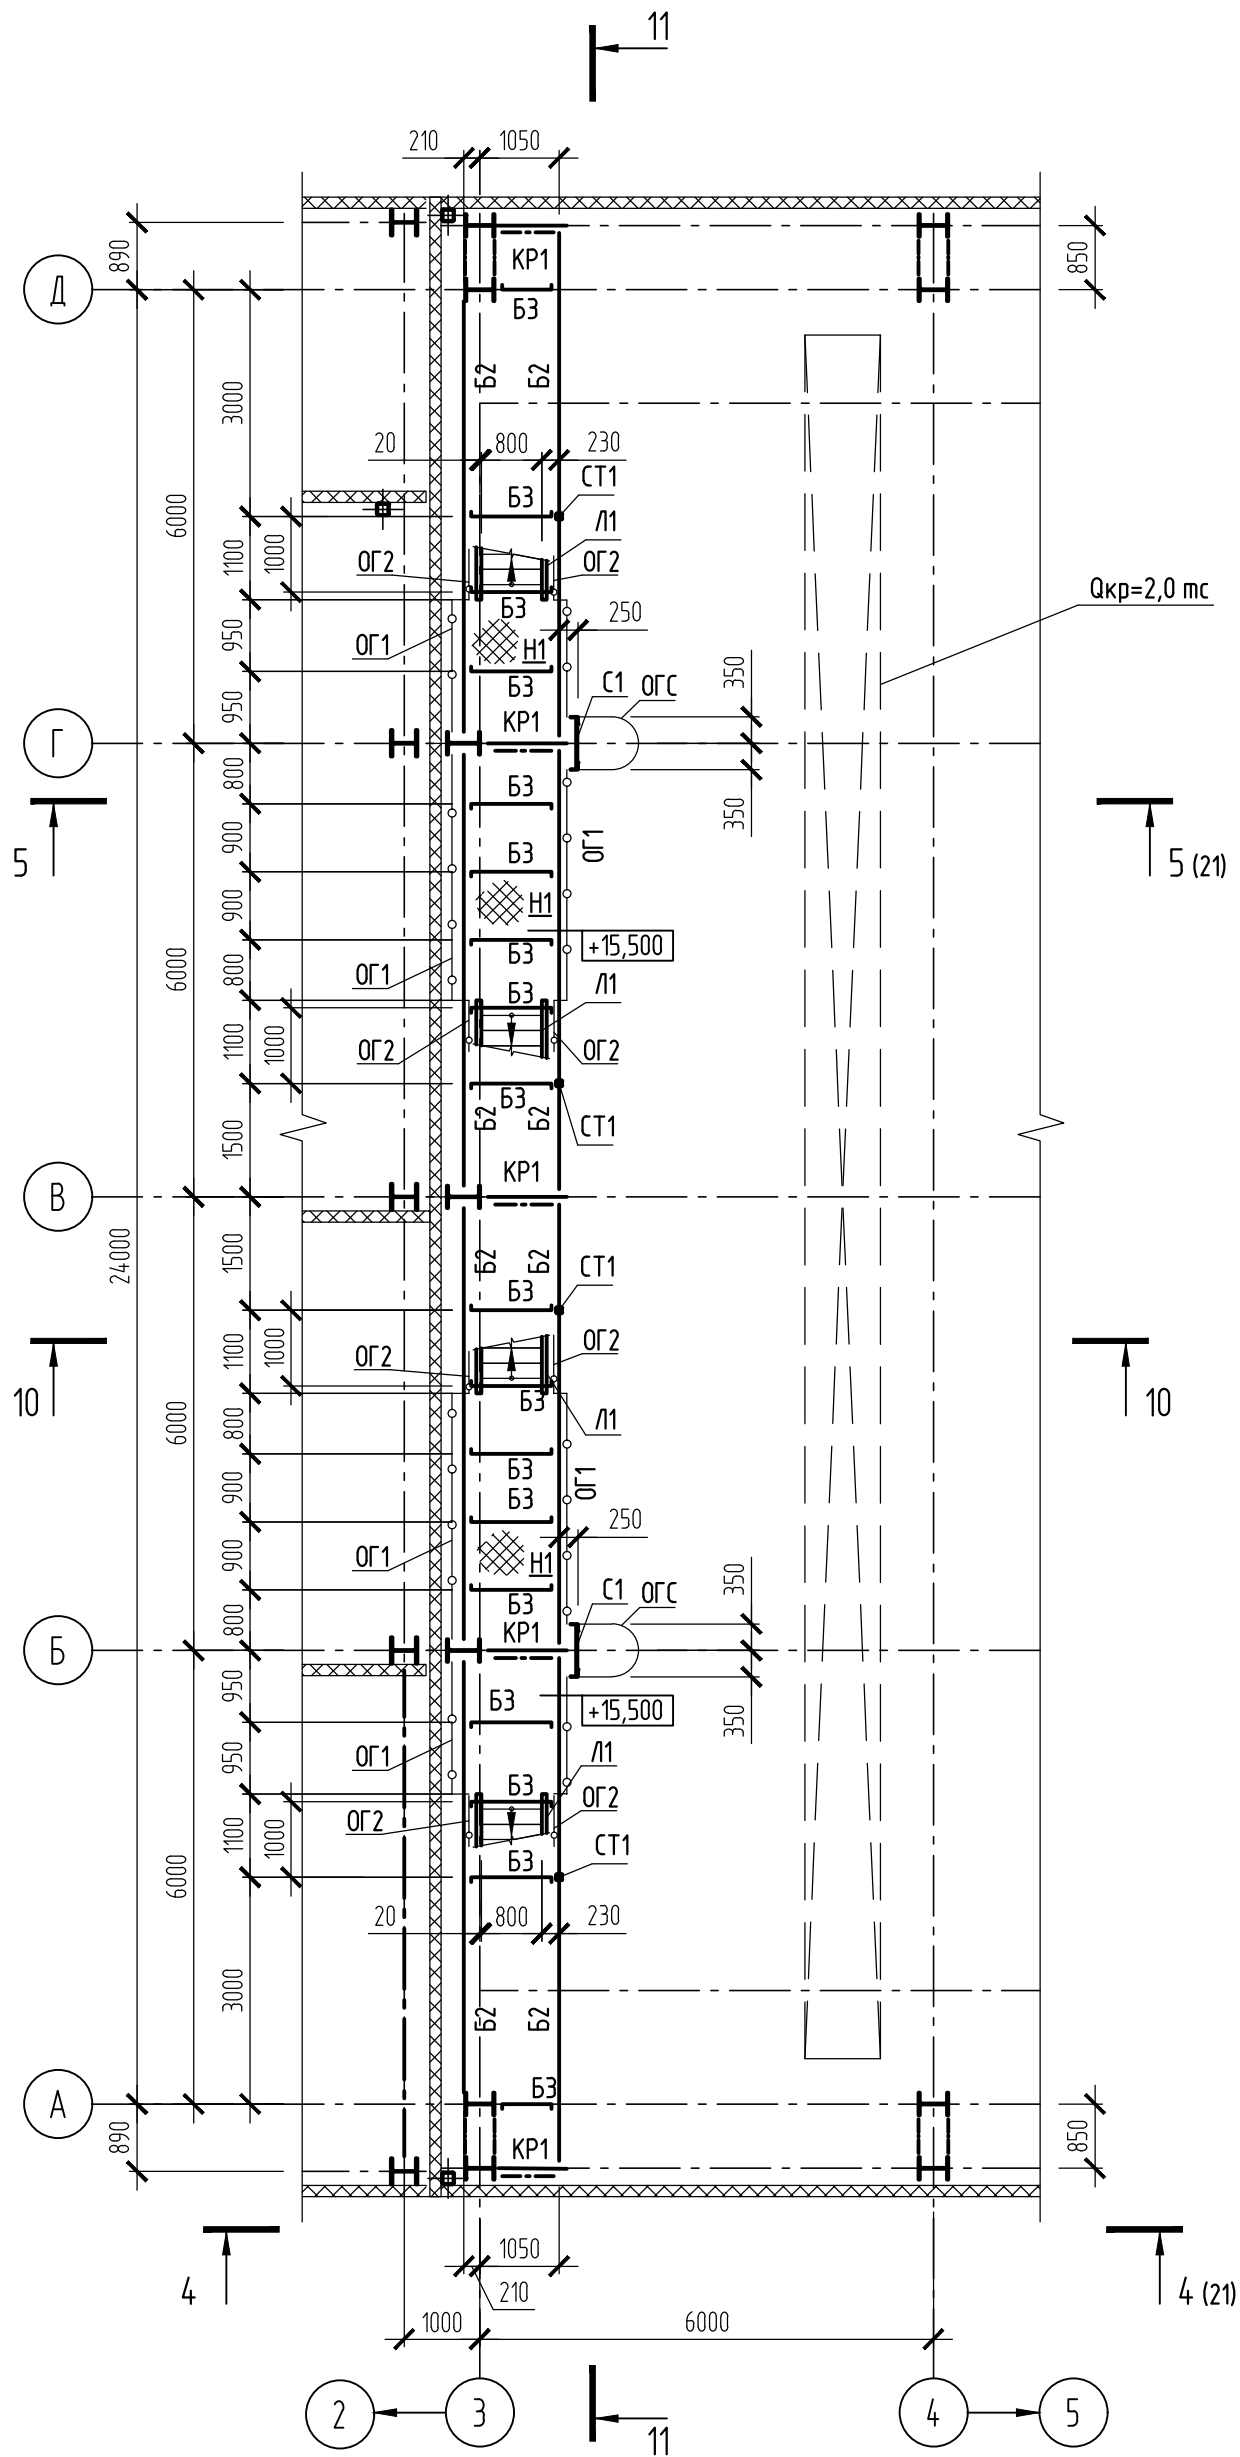 11
210 1050
890 КР1 850
Д
Б3
3000 Б2 Б2
20 800 230
СТ1
6000 Б3
Л1
1100 1000 ОГ2 ОГ2
Qкр=2,0 тс
Б3 250
950 ОГ1 Н1 350
Б3 С1 ОГС
950 КР1
Г
800 Б3 350
5 900 Б3 ОГ1 5 (21)
Н1
900 +15,500
6000 Б3
800 ОГ1 Б3 Л1
1100 1000 ОГ2 ОГ2
Б3
Б2 Б2 СТ1
1500 КР1
В
24000 1500 Б2 Б2 СТ1
Б3
1100 1000 ОГ2 ОГ2
10 Б3 10
6000 800 Л1
Б3
900 Б3 ОГ1
250
900 ОГ1 Н1 350
С1 ОГС
800 Б3
КР1
Б
950 Б3 +15,500 350
950 ОГ1 Л1
Б3
1100 1000 ОГ2 ОГ2
СТ1
6000 Б3
20 800 230
3000 Б2 Б2
Б3
А
890 КР1 850
4 1050 4 (21)
210
1000 6000
2 3 4 5
11